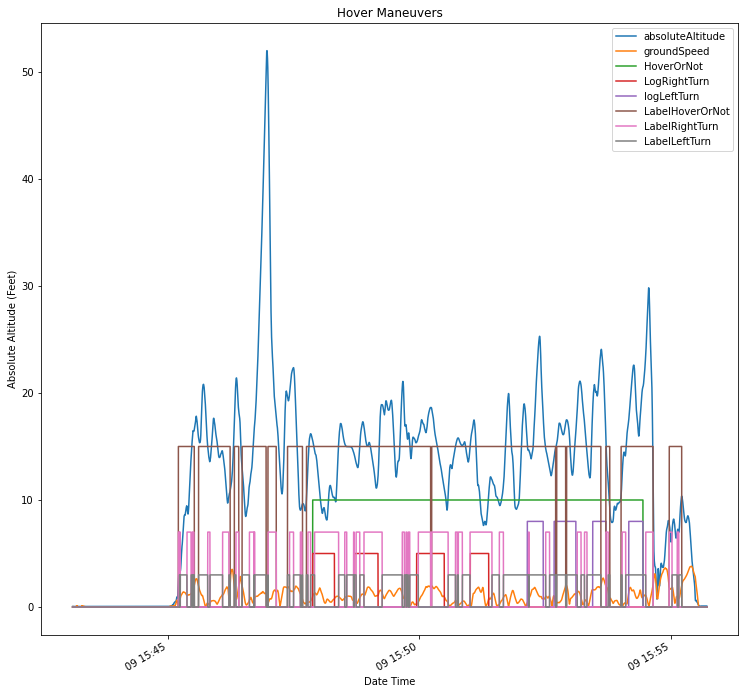 Hover Maneuvers
absoluteAltitude
groundSpeed
HoverOrNot
LogRightTurn
logLeftTurn
LabelHoverOrNot
LabelRightTurn
LabelLeftTurn
50
40
30
20
10
0
Absolute Altitude (Feet)
09 15:45
09 15:50
09 15:55
Date Time